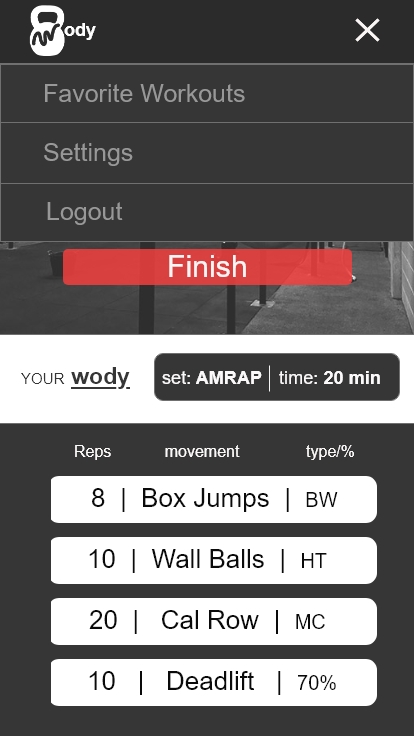 Wody
Favorite Workouts
Settings
Logout
Finish
YOUR wody
set: AMRAP | time: 20 min
Reps movement type/%
8 | Box Jumps | BW
10 | Wall Balls | HT
20 | Cal Row | MC
10 | Deadlift | 70%